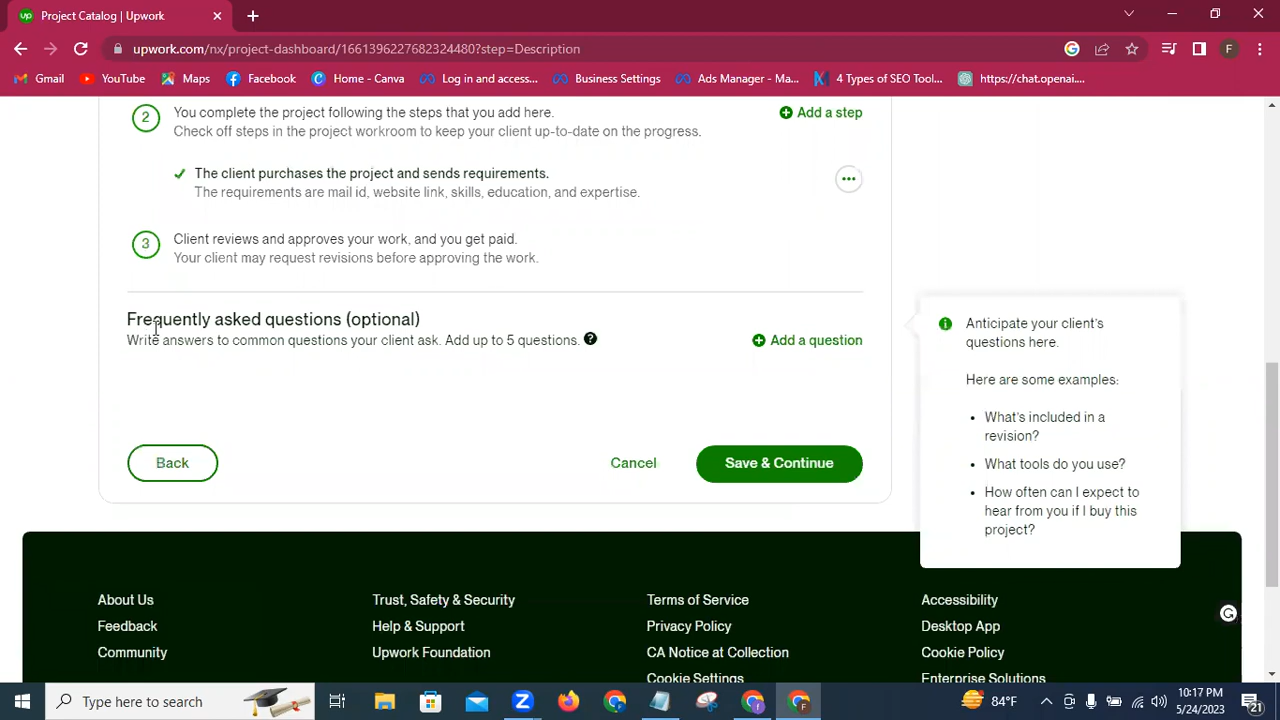 Project Catalog | Upwork
upwork.com/nx/project-dashboard/1661396227682324480?step=Description
F
Gmail
YouTube
Maps
Facebook
Home - Canva
Log in and access...
Business Settings
Ads Manager - Ma...
4 Types of SEO Tool...
https://chat.openai....
2
You complete the project following the steps that you add here.
Add a step
Check off steps in the project workroom to keep your client up-to-date on the progress.
The client purchases the project and sends requirements.
The requirements are mail id, website link, skills, education, and expertise.
3
Client reviews and approves your work, and you get paid.
Your client may request revisions before approving the work.
Frequently asked questions (optional)
Write answers to common questions your client ask. Add up to 5 questions.
Add a question
Anticipate your client's
questions here.
Here are some examples:
• What's included in a
revision?
• What tools do you use?
• How often can I expect to
hear from you if I buy this
project?
Back
Cancel
Save & Continue
About Us
Trust, Safety & Security
Terms of Service
Accessibility
Feedback
Help & Support
Privacy Policy
Desktop App
Community
Upwork Foundation
CA Notice at Collection
Cookie Policy
Cookie Settings
Enterprise Solutions
Type here to search
84°F
10:17 PM
5/24/2023
21